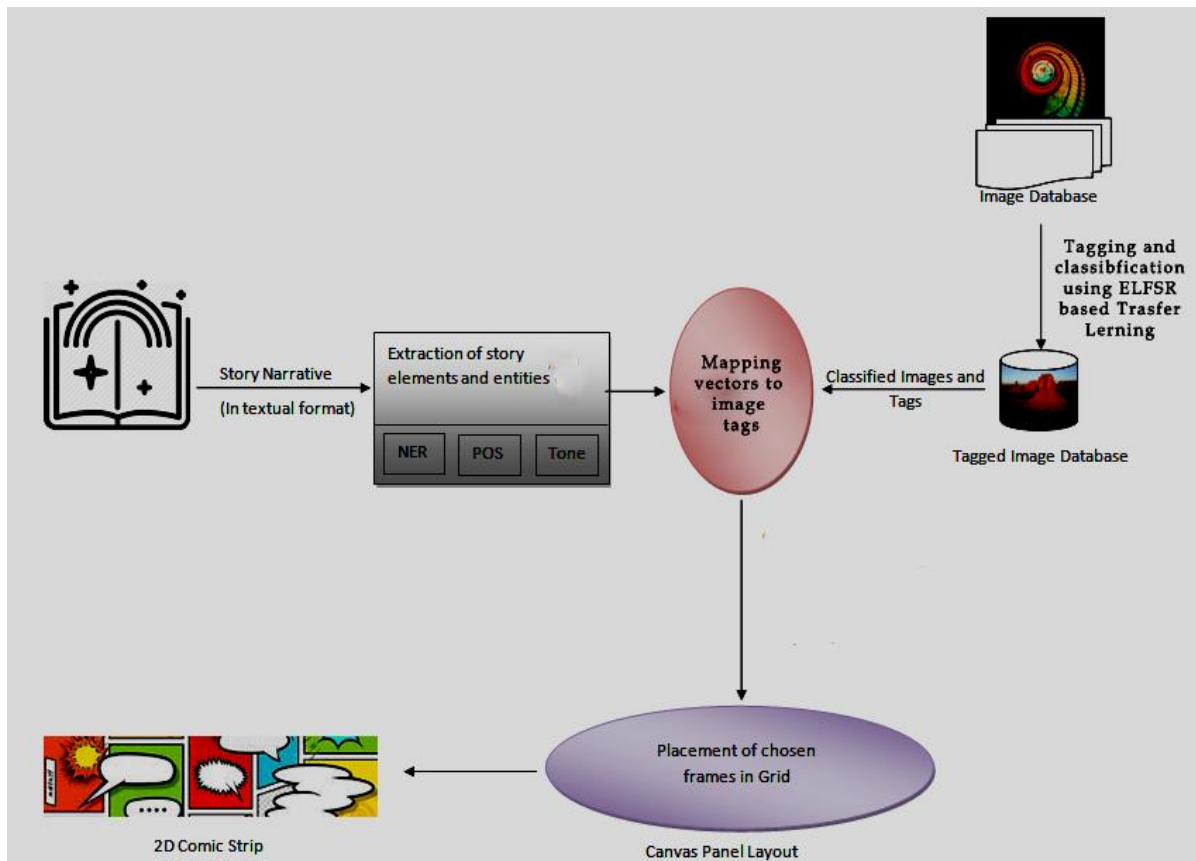 Image Database
Tagging and
classibfication
using ELFSR
based Trasfer
Lerning
Story Narrative
(In textual format)
Extraction of story
elements and entities
NER POS Tone
Mapping
vectors to
image
tags
Classified Images and
Tags
Tagged Image Database
Placement of chosen
frames in Grid
2D Comic Strip
Canvas Panel Layout